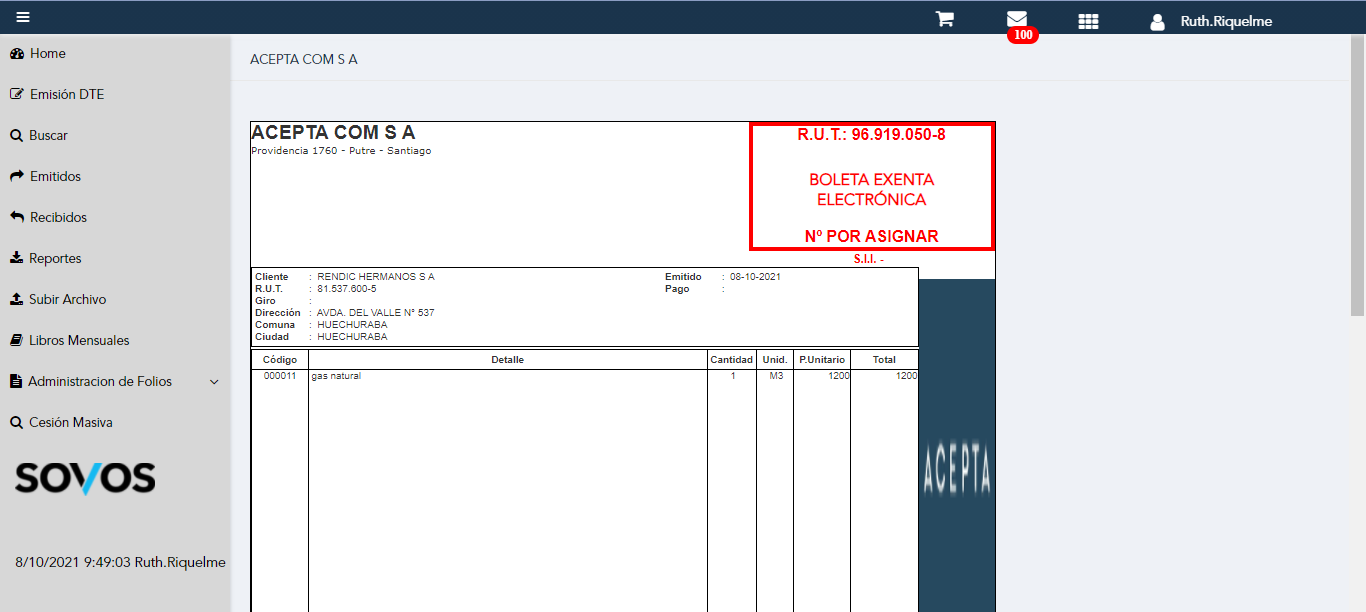 Ruth.Riquelme
100
Home
Emisión DTE
Buscar
Emitidos
Recibidos
Reportes
Subir Archivo
Libros Mensuales
Administracion de Folios
Cesión Masiva
SOVOS
8/10/2021 9:49:03 Ruth.Riquelme
ACEPTA COM S A
ACEPTA COM S A
Providencia 1760 - Putre - Santiago
R.U.T.: 96.919.050-8
BOLETA EXENTA
ELECTRÓNICA
Nº POR ASIGNAR
S.I.I. -
Cliente : RENDIC HERMANOS S A Emitido : 08-10-2021
R.U.T. : 81.537.600-5 Pago :
Giro :
Dirección : AVDA. DEL VALLE N° 537
Comuna : HUECHURABA
Ciudad : HUECHURABA
Código Detalle Cantidad Unid. P.Unitario Total
000011 gas natural 1 M3 1200 1200
ACEPTA